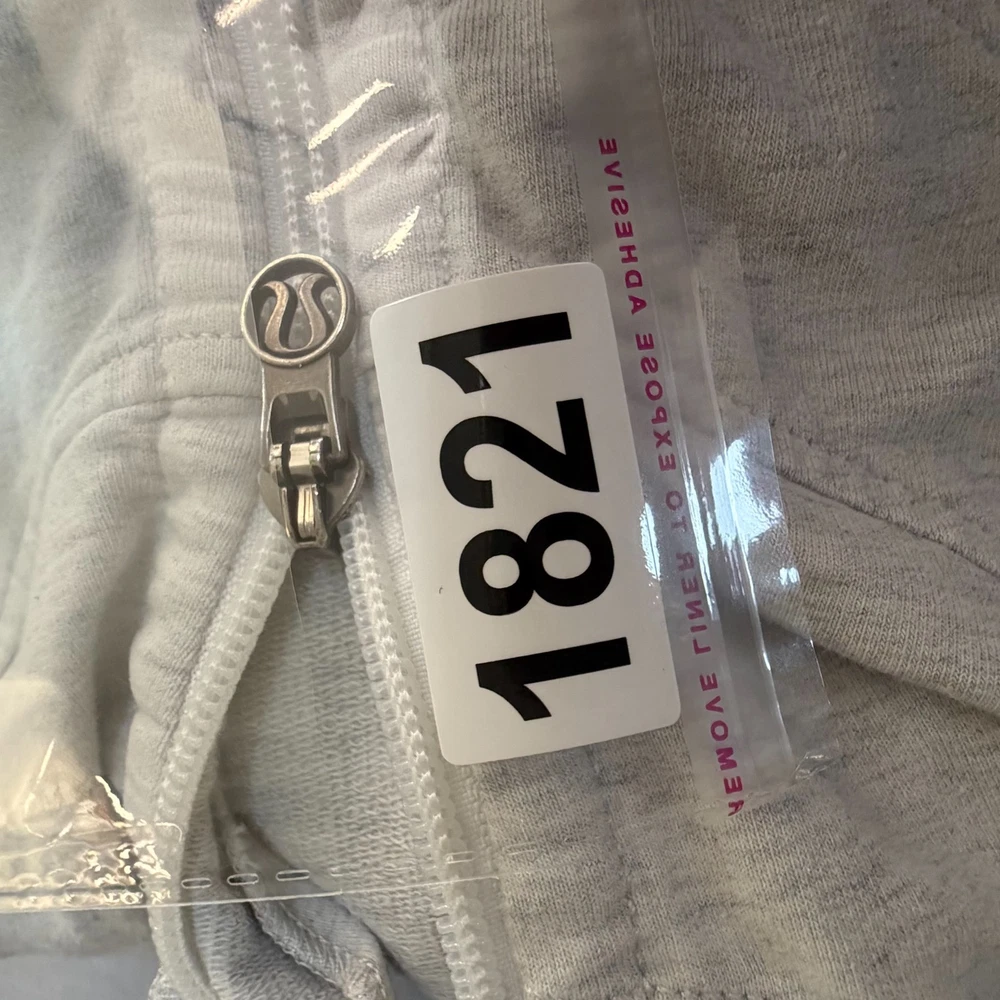 1821
REMOVE LINER TO EXPOSE ADHESIVE